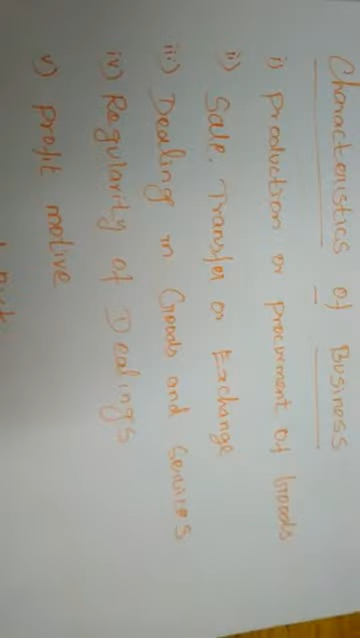 Characteristics of Business
i) Production or procurement of Goods
ii) Sale, Transfer or Exchange
iii) Dealing in Goods and Services
iv) Regularity of Dealings
v) Profit motive